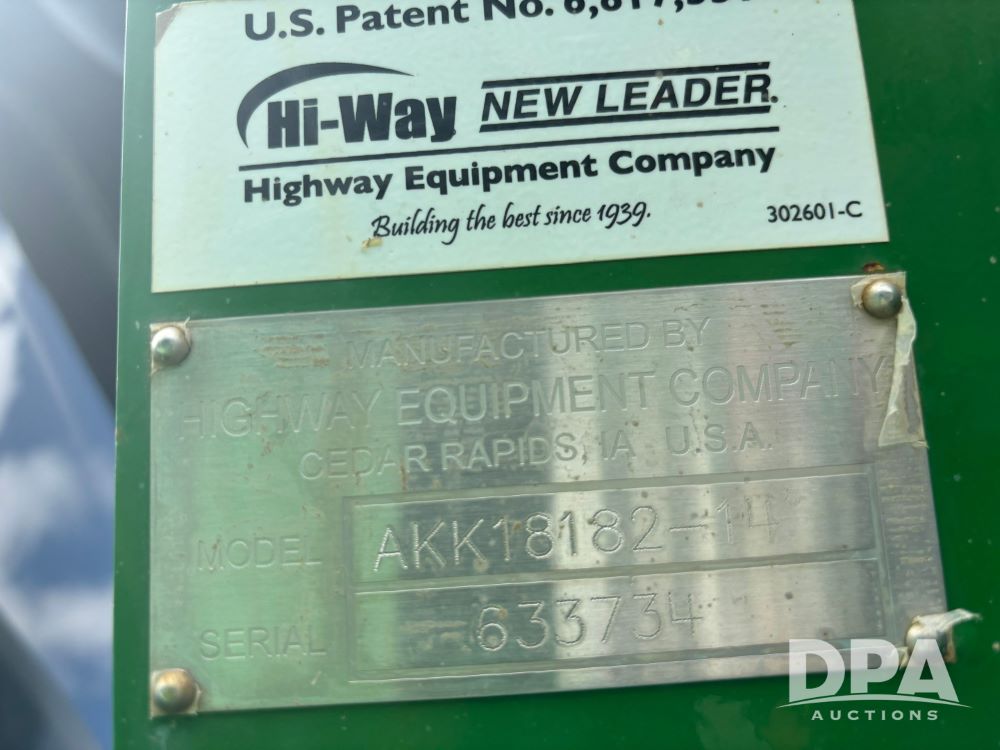 U.S. Patent No.
Hi-Way NEW LEADER.
Highway Equipment Company
Building the best since 1939.
302601-C
MANUFACTURED BY
HIGHWAY EQUIPMENT COMPANY
CEDAR RAPIDS, IA U.S.A.
MODEL AKK18182-14
SERIAL 633734
DPA
AUCTIONS